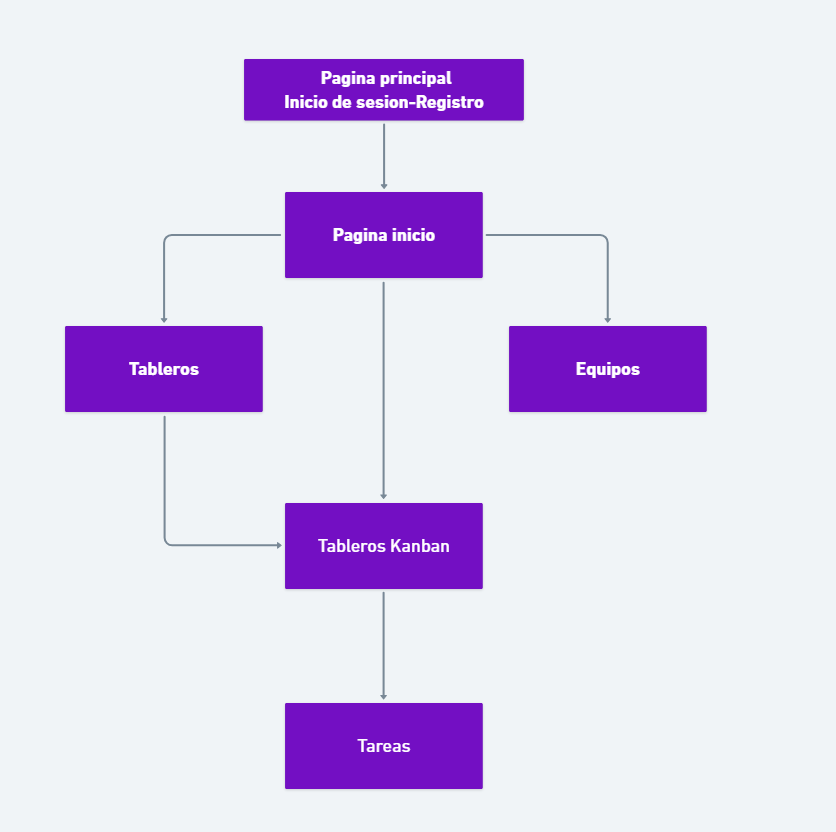 Pagina principal
Inicio de sesion-Registro
Pagina inicio
Tableros
Equipos
Tableros Kanban
Tareas